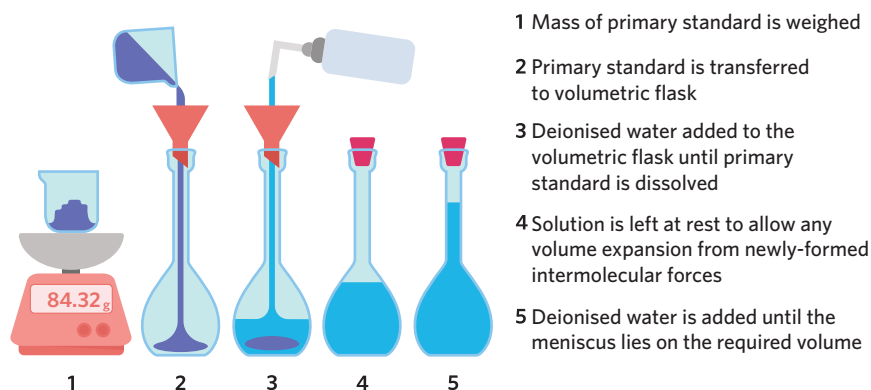 1 Mass of primary standard is weighed
2 Primary standard is transferred
to volumetric flask
3 Deionised water added to the
volumetric flask until primary
standard is dissolved
4 Solution is left at rest to allow any
volume expansion from newly-formed
intermolecular forces
5 Deionised water is added until the
meniscus lies on the required volume
84.32g
1 2 3 4 5